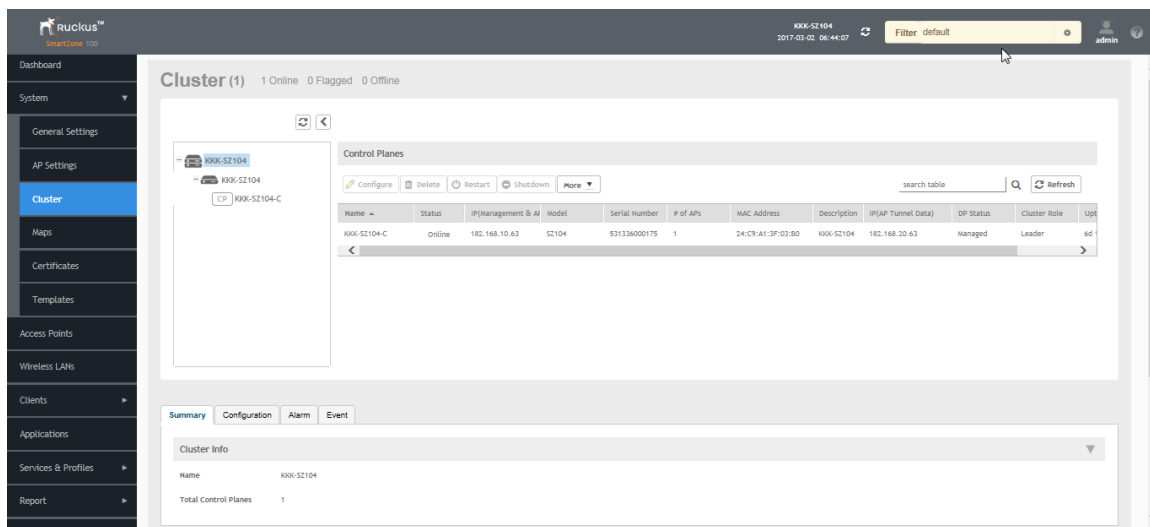 Ruckus™
SmartZone 100
KKK-SZ104
2017-03-02 06:44:07
Filter default
admin
Dashboard
System
General Settings
AP Settings
Cluster
Maps
Certificates
Templates
Access Points
Wireless LANs
Clients
Applications
Services & Profiles
Report
Cluster (1) 1 Online 0 Flagged 0 Offline
KKK-SZ104
KKK-SZ104
CP KKK-SZ104-C
Control Planes
Configure Delete Restart Shutdown More
search table Refresh
Name Status IP(Management & AP Model Serial Number # of APs MAC Address Description IP(AP Tunnel Data) DP Status Cluster Role Upt
KKK-SZ104-C Online 182.168.10.63 SZ104 531336000175 1 24:C9:A1:3F:03:B0 KKK-SZ104 182.168.20.63 Managed Leader 6d
Summary Configuration Alarm Event
Cluster Info
Name KKK-SZ104
Total Control Planes 1